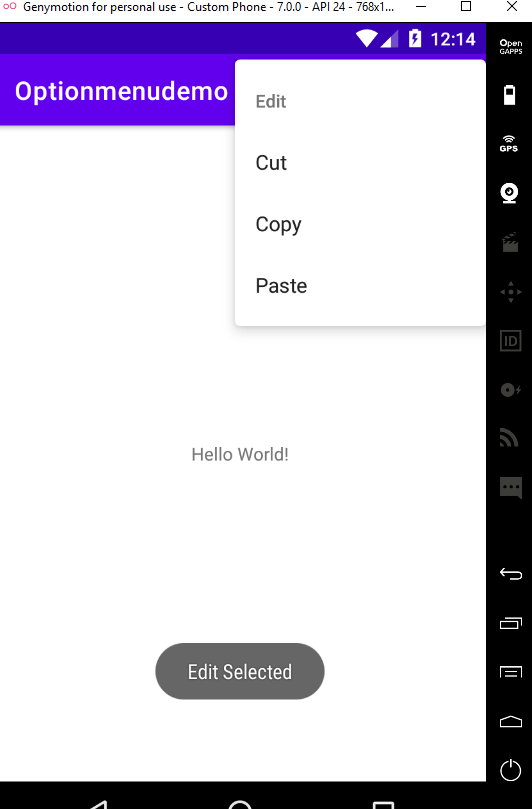 Genymotion for personal use - Custom Phone - 7.0.0 - API 24 - 768x1...
12:14
Open
GAPPS
Optionmenudemo
Edit
Cut
Copy
Paste
GPS
ID
Hello World!
Edit Selected